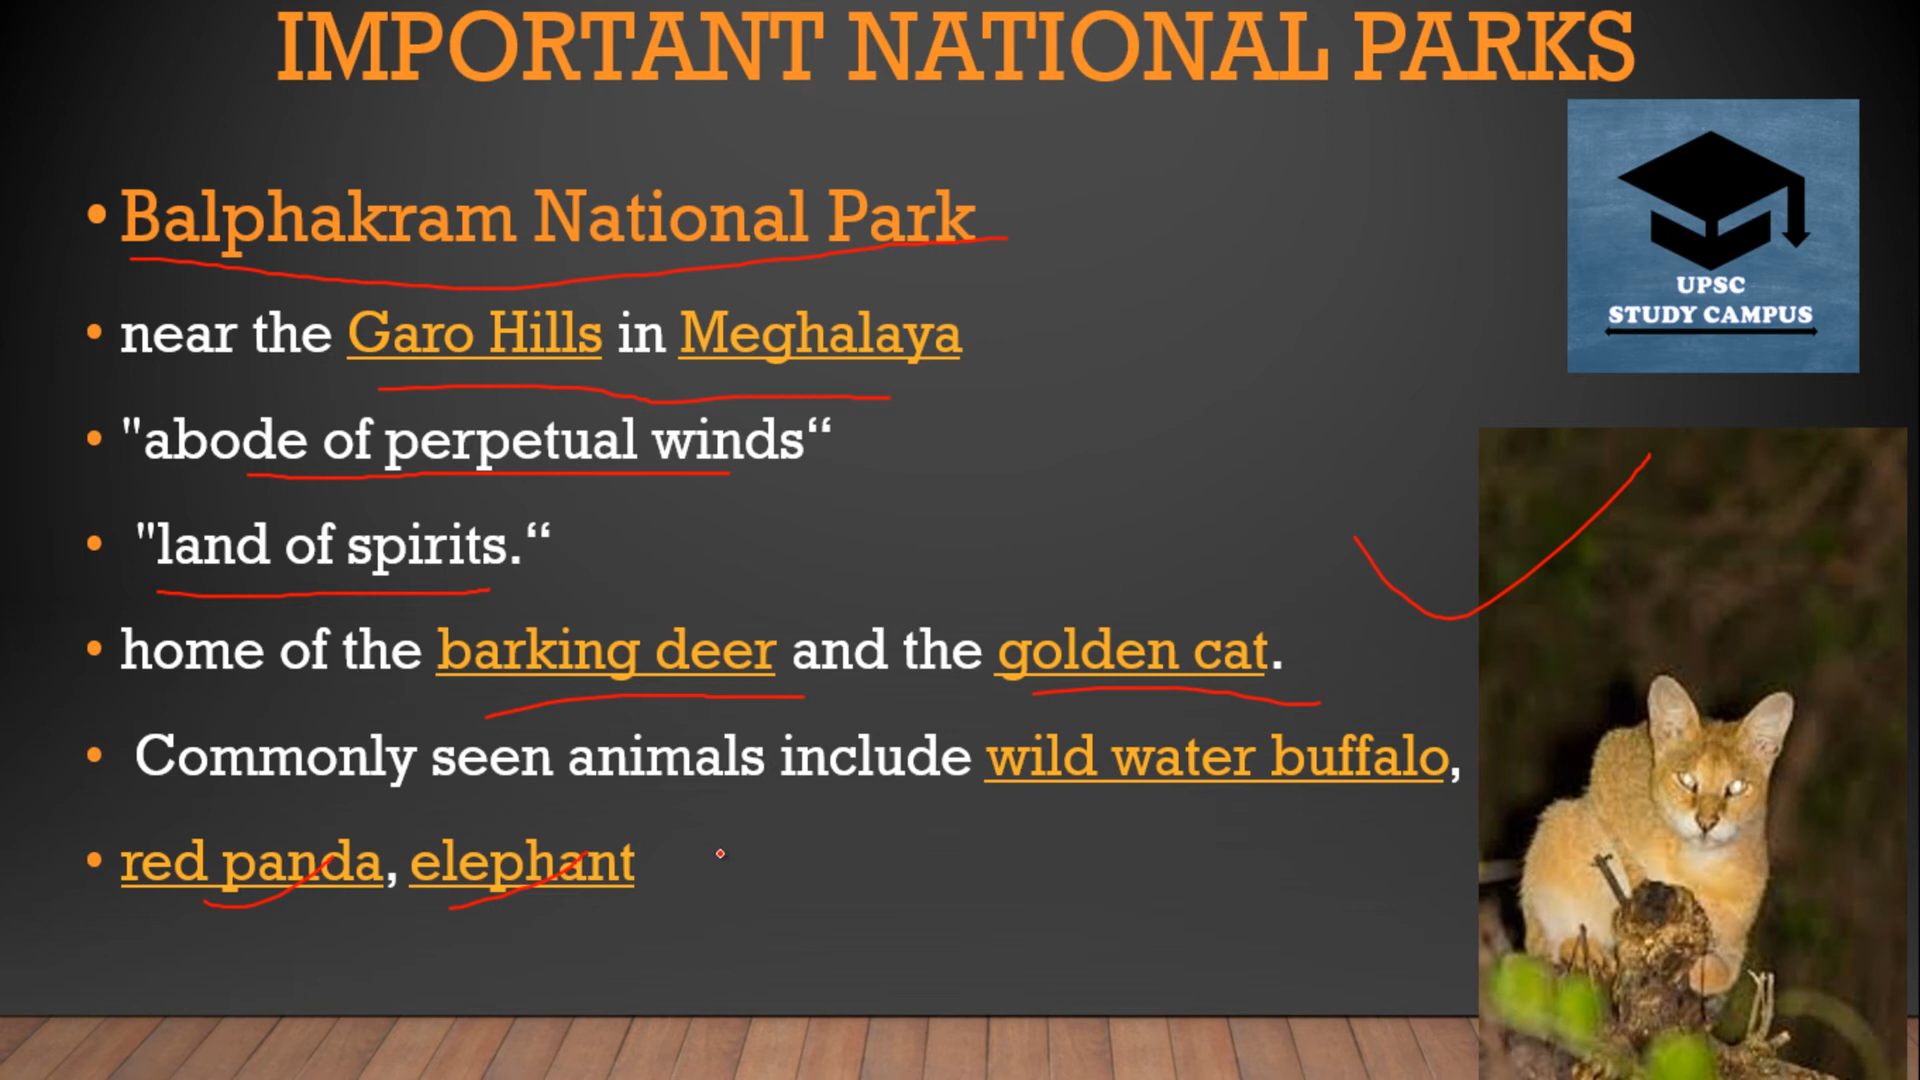 IMPORTANT NATIONAL PARKS
UPSC
STUDY CAMPUS
• Balphakram National Park
• near the Garo Hills in Meghalaya
• "abode of perpetual winds“
• "land of spirits.“
• home of the barking deer and the golden cat.
• Commonly seen animals include wild water buffalo,
• red panda, elephant